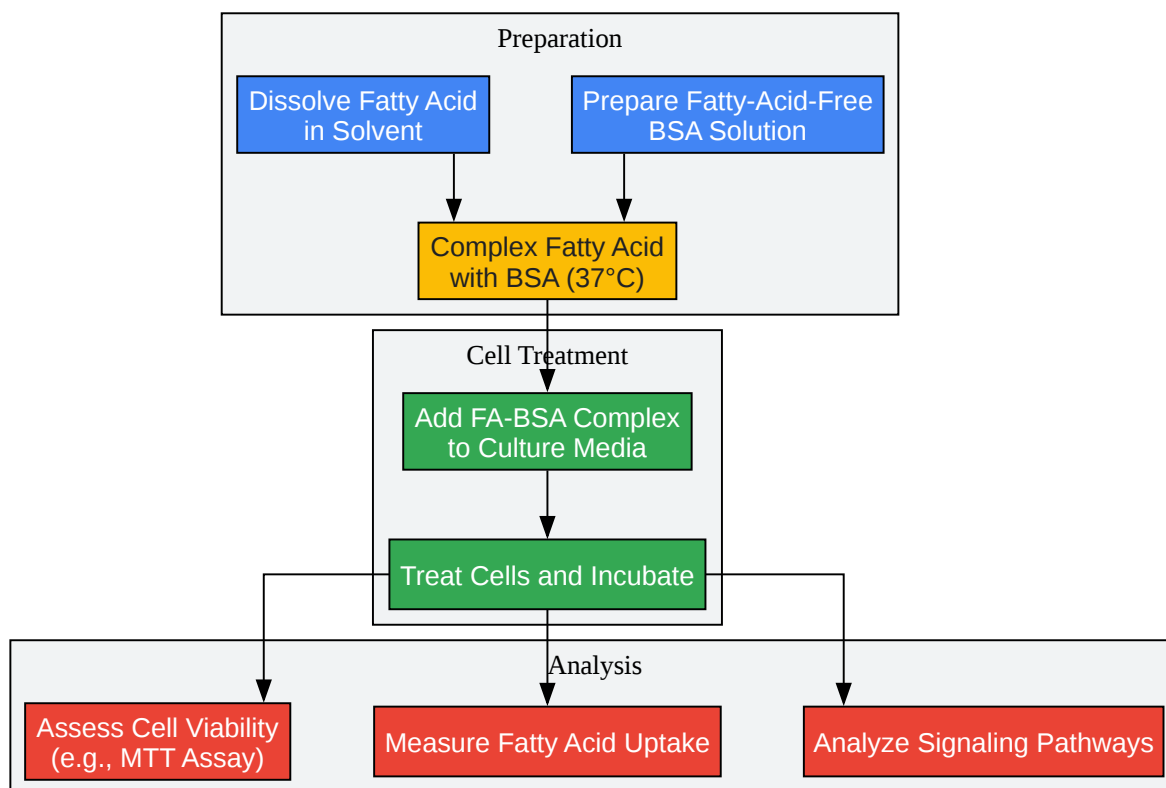 Preparation
Dissolve Fatty Acid
in Solvent
Prepare Fatty-Acid-Free
BSA Solution
Complex Fatty Acid
with BSA (37°C)
Cell Treatment
Add FA-BSA Complex
to Culture Media
Treat Cells and Incubate
Analysis
Assess Cell Viability
(e.g., MTT Assay)
Measure Fatty Acid Uptake
Analyze Signaling Pathways